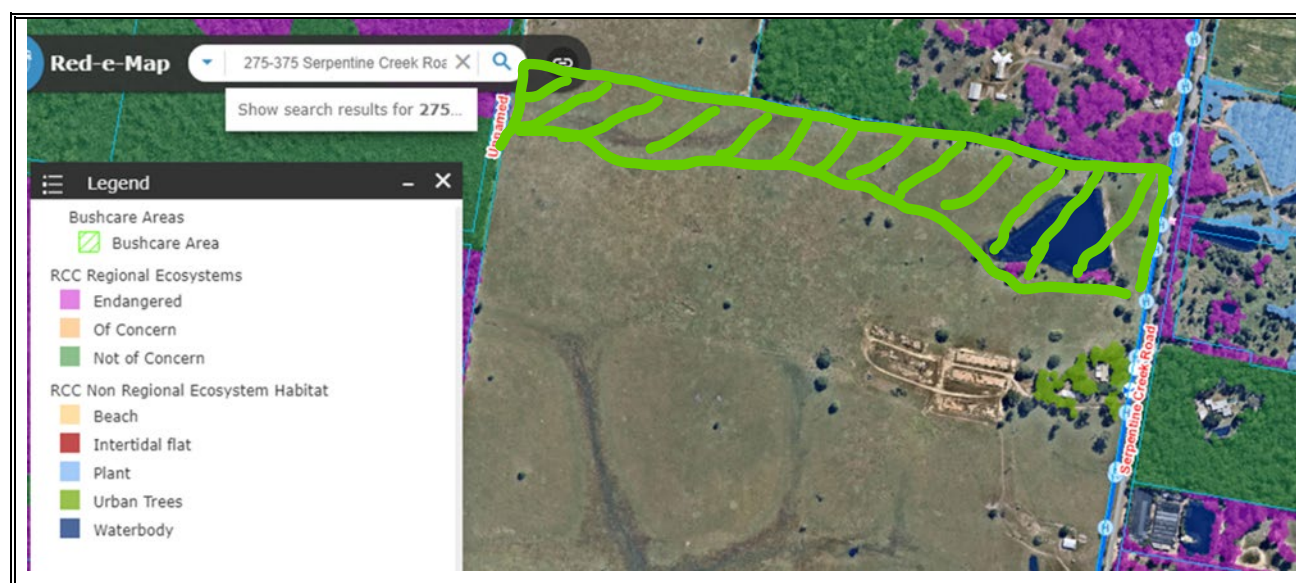 Red-e-Map
275-375 Serpentine Creek Roa
Show search results for 275...
Unnamed
Legend
Bushcare Areas
Bushcare Area
RCC Regional Ecosystems
Endangered
Of Concern
Not of Concern
RCC Non Regional Ecosystem Habitat
Beach
Intertidal flat
Plant
Urban Trees
Waterbody
Serpentine Creek Road
H
H
H
H
H
H
H
H
H